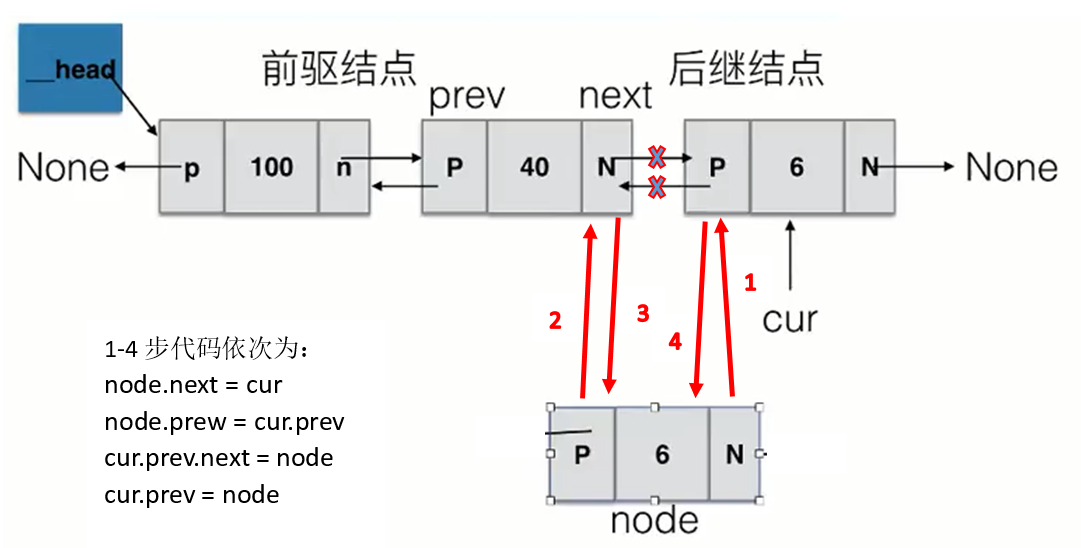 __head
前驱结点
后继结点
prev
next
None
p
100
n
P
40
N
P
6
N
None
1
2
3
4
cur
1-4 步代码依次为：
node.next = cur
node.prew = cur.prev
cur.prev.next = node
cur.prev = node
P
6
N
node